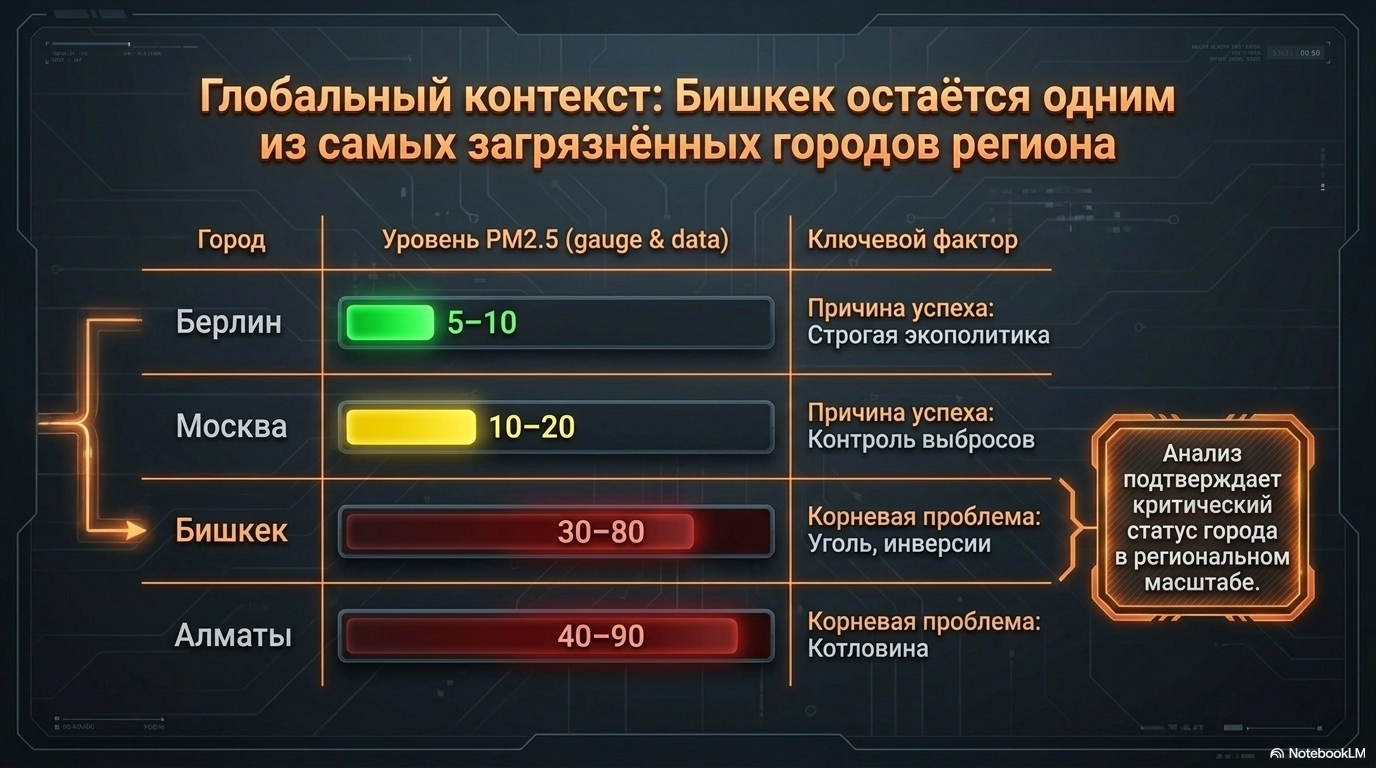 Глобальный контекст: Бишкек остаётся одним
из самых загрязнённых городов региона
Город
Уровень PM2.5 (gauge & data)
Ключевой фактор
Берлин
5–10
Причина успеха:
Строгая экополитика
Москва
10–20
Причина успеха:
Контроль выбросов
Бишкек
30–80
Корневая проблема:
Уголь, инверсии
Алматы
40–90
Корневая проблема:
Котловина
Анализ
подтверждает
критический
статус города
в региональном
масштабе.
00 50
NotebookLM